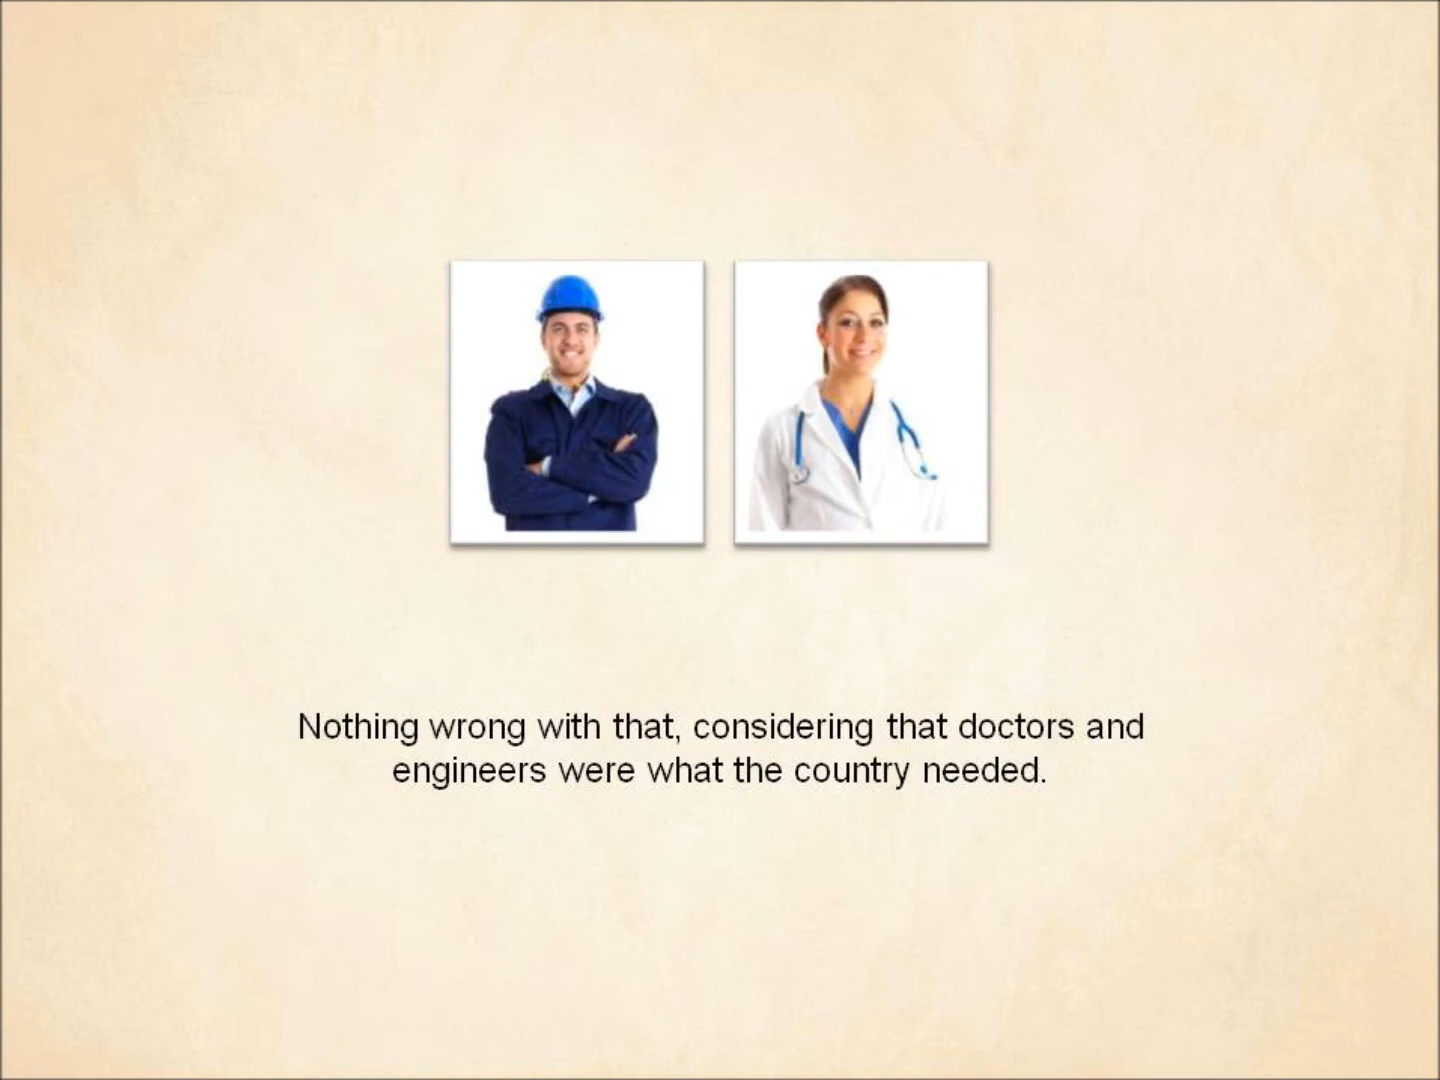 Nothing wrong with that, considering that doctors and
engineers were what the country needed.